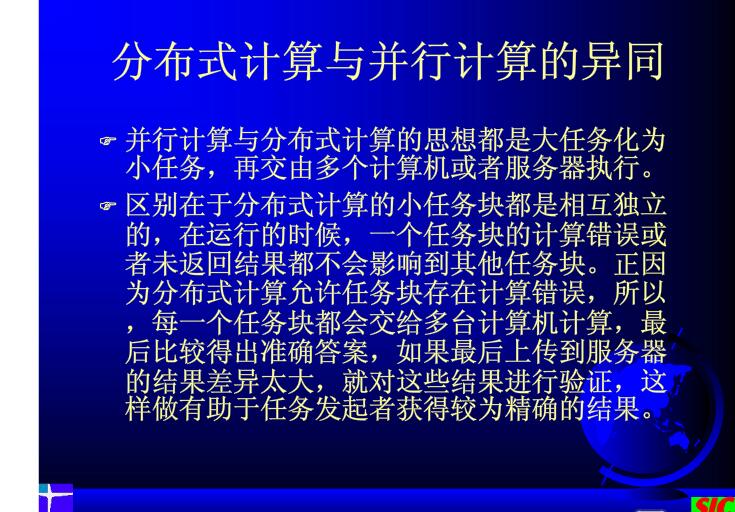 分布式计算与并行计算的异同
并行计算与分布式计算的思想都是大任务化为
小任务，再交由多个计算机或者服务器执行。
区别在于分布式计算的小任务块都是相互独立
的，在运行的时候，一个任务块的计算错误或
者未返回结果都不会影响到其他任务块。正因
为分布式计算允许任务块存在计算错误，所以
，每一个任务块都会交给多台计算机计算，最
后比较得出准确答案，如果最后上传到服务器
的结果差异太大，就对这些结果进行验证，这
样做有助于任务发起者获得较为精确的结果。
SIC